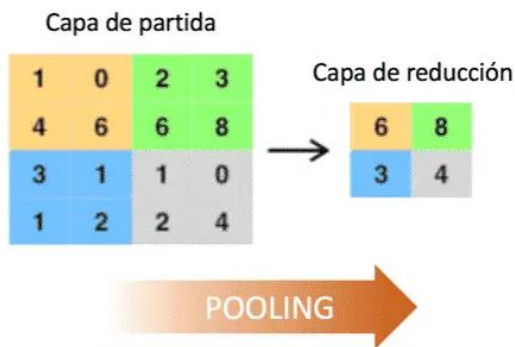 Capa de partida
1 0 2 3
4 6 6 8
3 1 1 0
1 2 2 4
Capa de reducción
6 8
3 4
POOLING